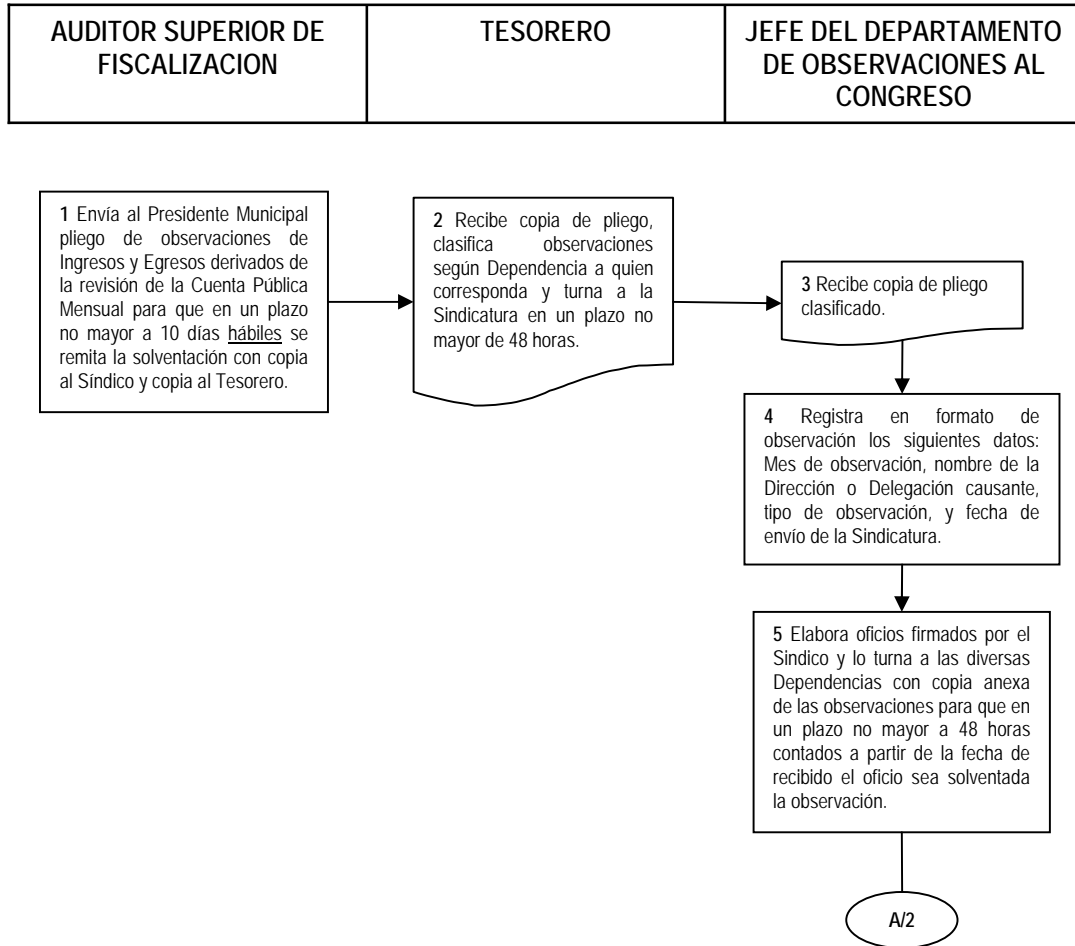 AUDITOR SUPERIOR DE
FISCALIZACION
TESORERO
JEFE DEL DEPARTAMENTO
DE OBSERVACIONES AL
CONGRESO
1 Envía al Presidente Municipal
pliego de observaciones de
Ingresos y Egresos derivados de
la revisión de la Cuenta Pública
Mensual para que en un plazo
no mayor a 10 días hábiles se
remita la solventación con copia
al Síndico y copia al Tesorero.
2 Recibe copia de pliego,
clasifica observaciones
según Dependencia a quien
corresponda y turna a la
Sindicatura en un plazo no
mayor de 48 horas.
3 Recibe copia de pliego
clasificado.
4 Registra en formato de
observación los siguientes datos:
Mes de observación, nombre de la
Dirección o Delegación causante,
tipo de observación, y fecha de
envío de la Sindicatura.
5 Elabora oficios firmados por el
Sindico y lo turna a las diversas
Dependencias con copia anexa
de las observaciones para que en
un plazo no mayor a 48 horas
contados a partir de la fecha de
recibido el oficio sea solventada
la observación.
A/2